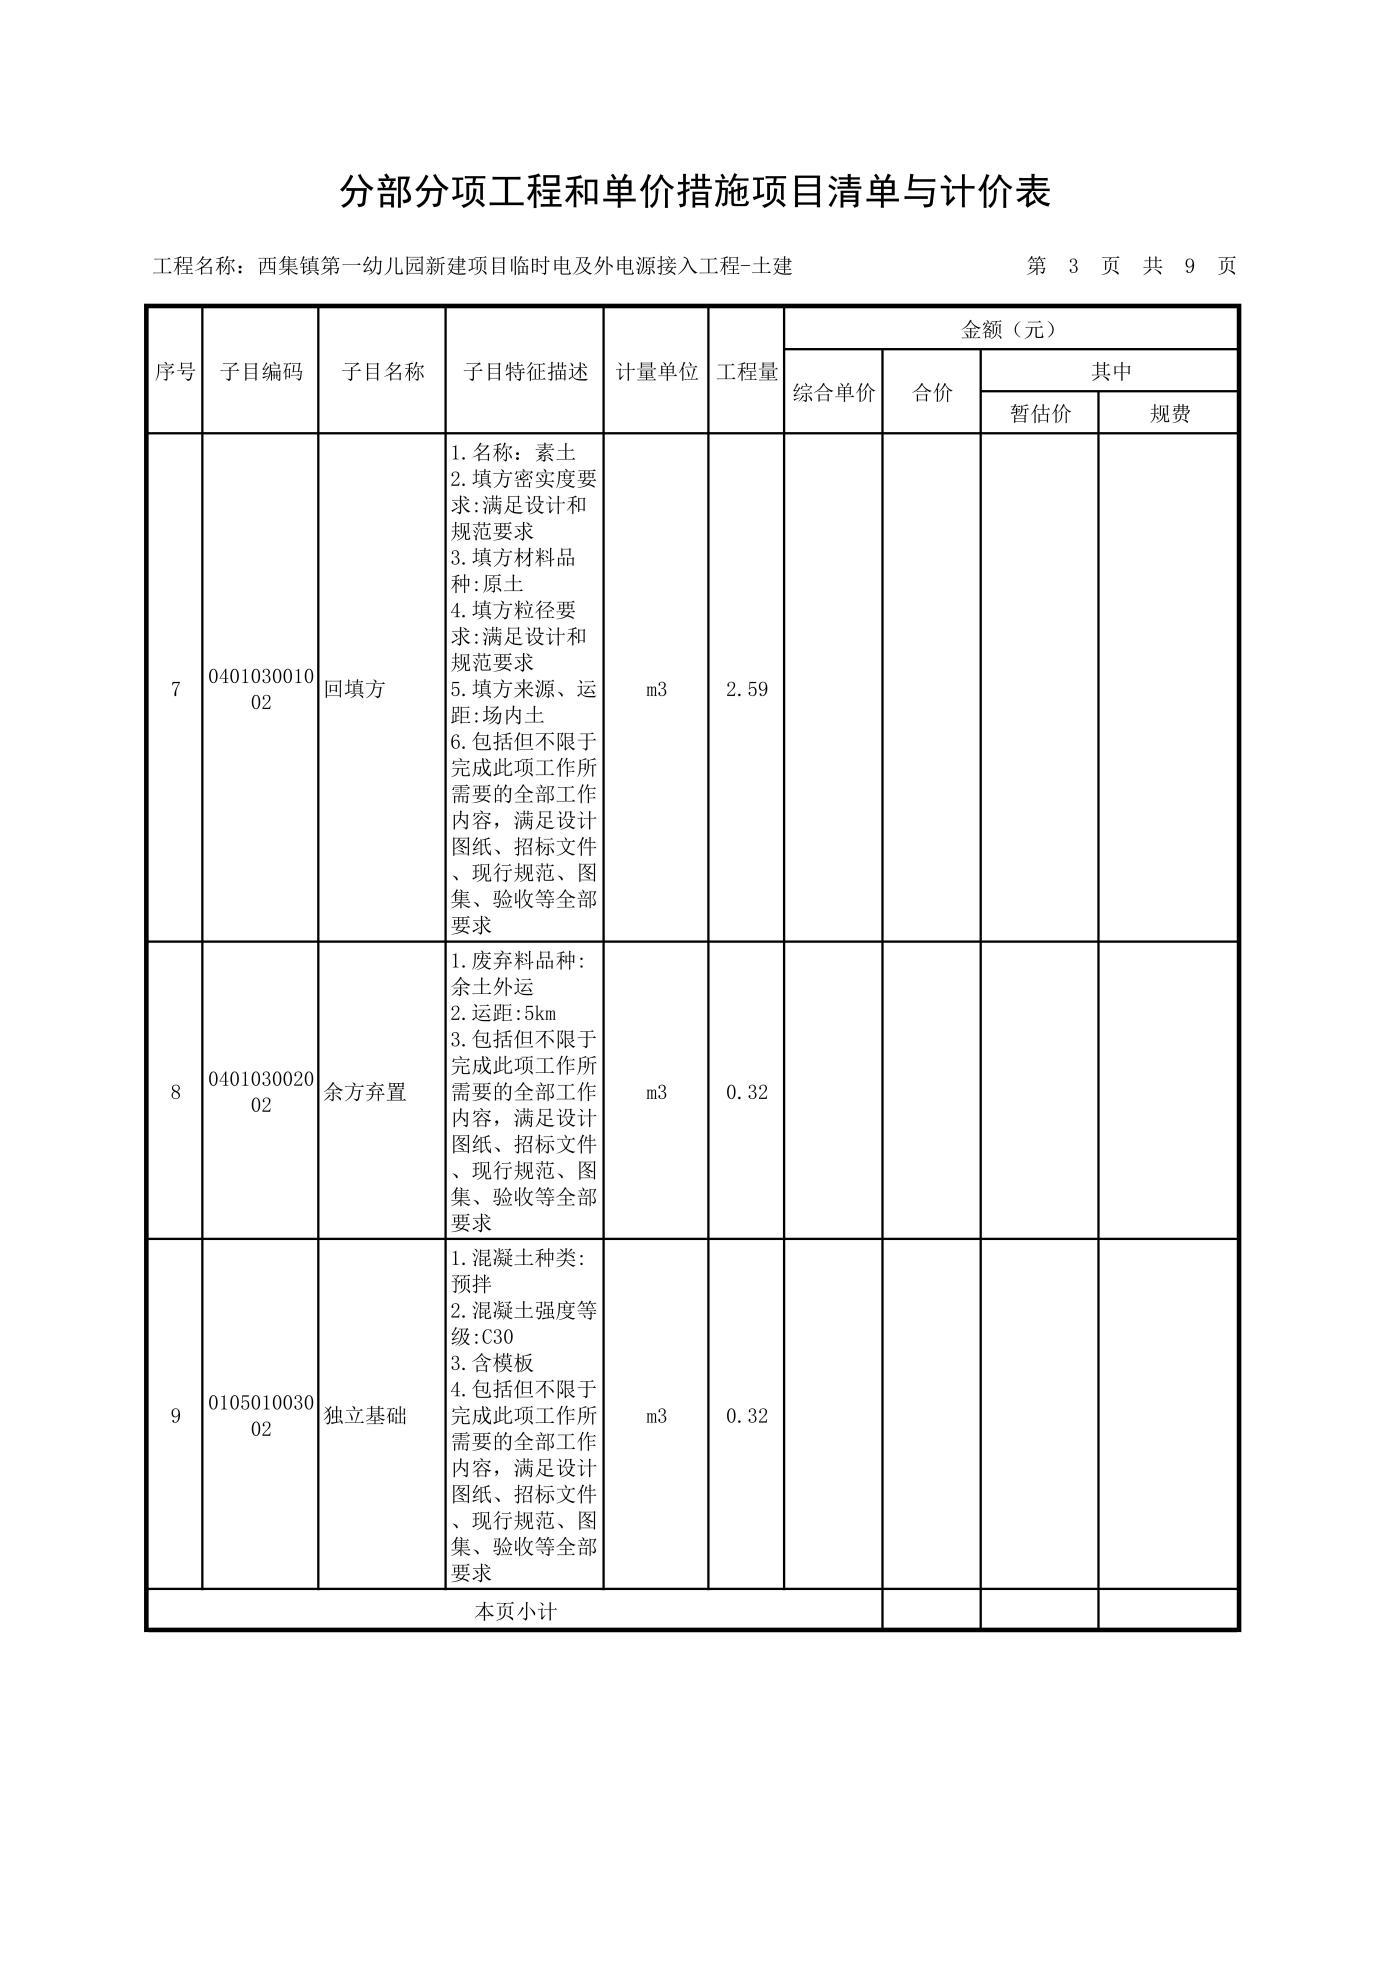 分部分项工程和单价措施项目清单与计价表
工程名称：西集镇第一幼儿园新建项目临时电及外电源接入工程-土建
第 3 页 共 9 页
序号 子目编码 子目名称 子目特征描述 计量单位 工程量
金额（元）
综合单价 合价
其中
暂估价 规费
7
0401030010
02
回填方
1.名称：素土
2.填方密实度要
求:满足设计和
规范要求
3.填方材料品
种:原土
4.填方粒径要
求:满足设计和
规范要求
5.填方来源、运
距:场内土
6.包括但不限于
完成此项工作所
需要的全部工作
内容，满足设计
图纸、招标文件
、现行规范、图
集、验收等全部
要求
m3
2.59
8
0401030020
02
余方弃置
1.废弃料品种:
余土外运
2.运距:5km
3.包括但不限于
完成此项工作所
需要的全部工作
内容，满足设计
图纸、招标文件
、现行规范、图
集、验收等全部
要求
m3
0.32
9
0105010030
02
独立基础
1.混凝土种类:
预拌
2.混凝土强度等
级:C30
3.含模板
4.包括但不限于
完成此项工作所
需要的全部工作
内容，满足设计
图纸、招标文件
、现行规范、图
集、验收等全部
要求
m3
0.32
本页小计